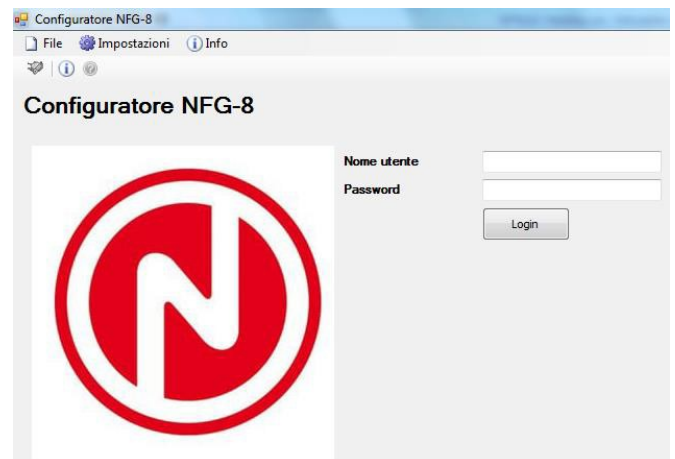 Configuratore NFG-8
File Impostazioni Info
Configuratore NFG-8
Nome utente
Password
Login